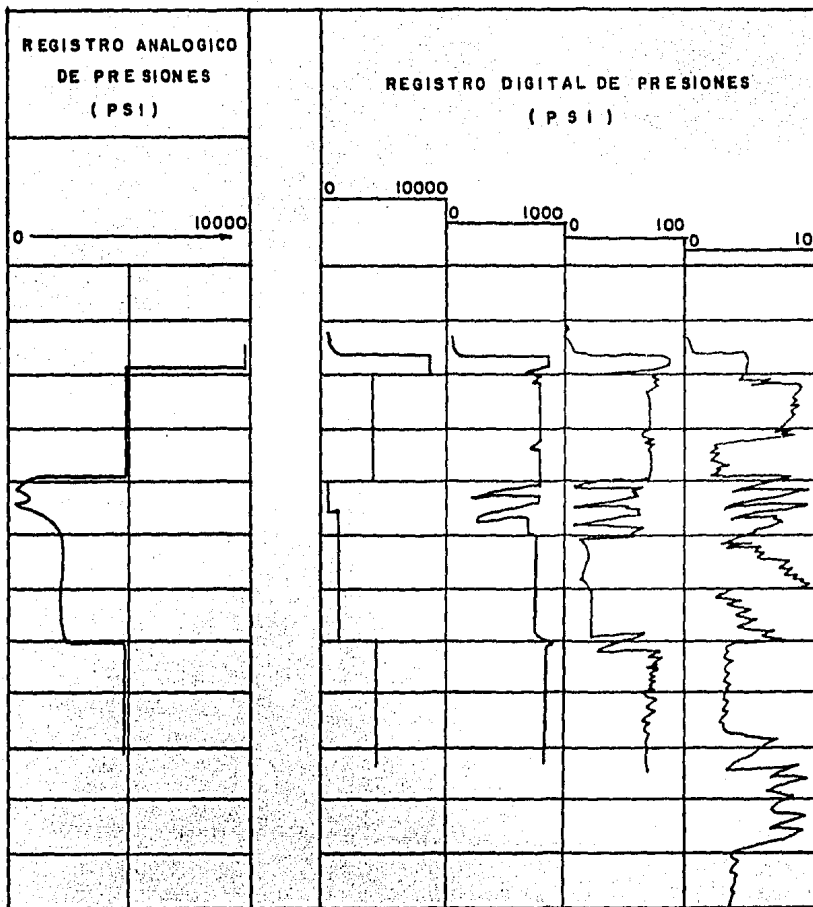 REGISTRO ANALOGICO
DE PRESIONES
(PSI)
0 10000
REGISTRO DIGITAL DE PRESIONES
(PSI)
0 10000
0 1000
0 100
0 10